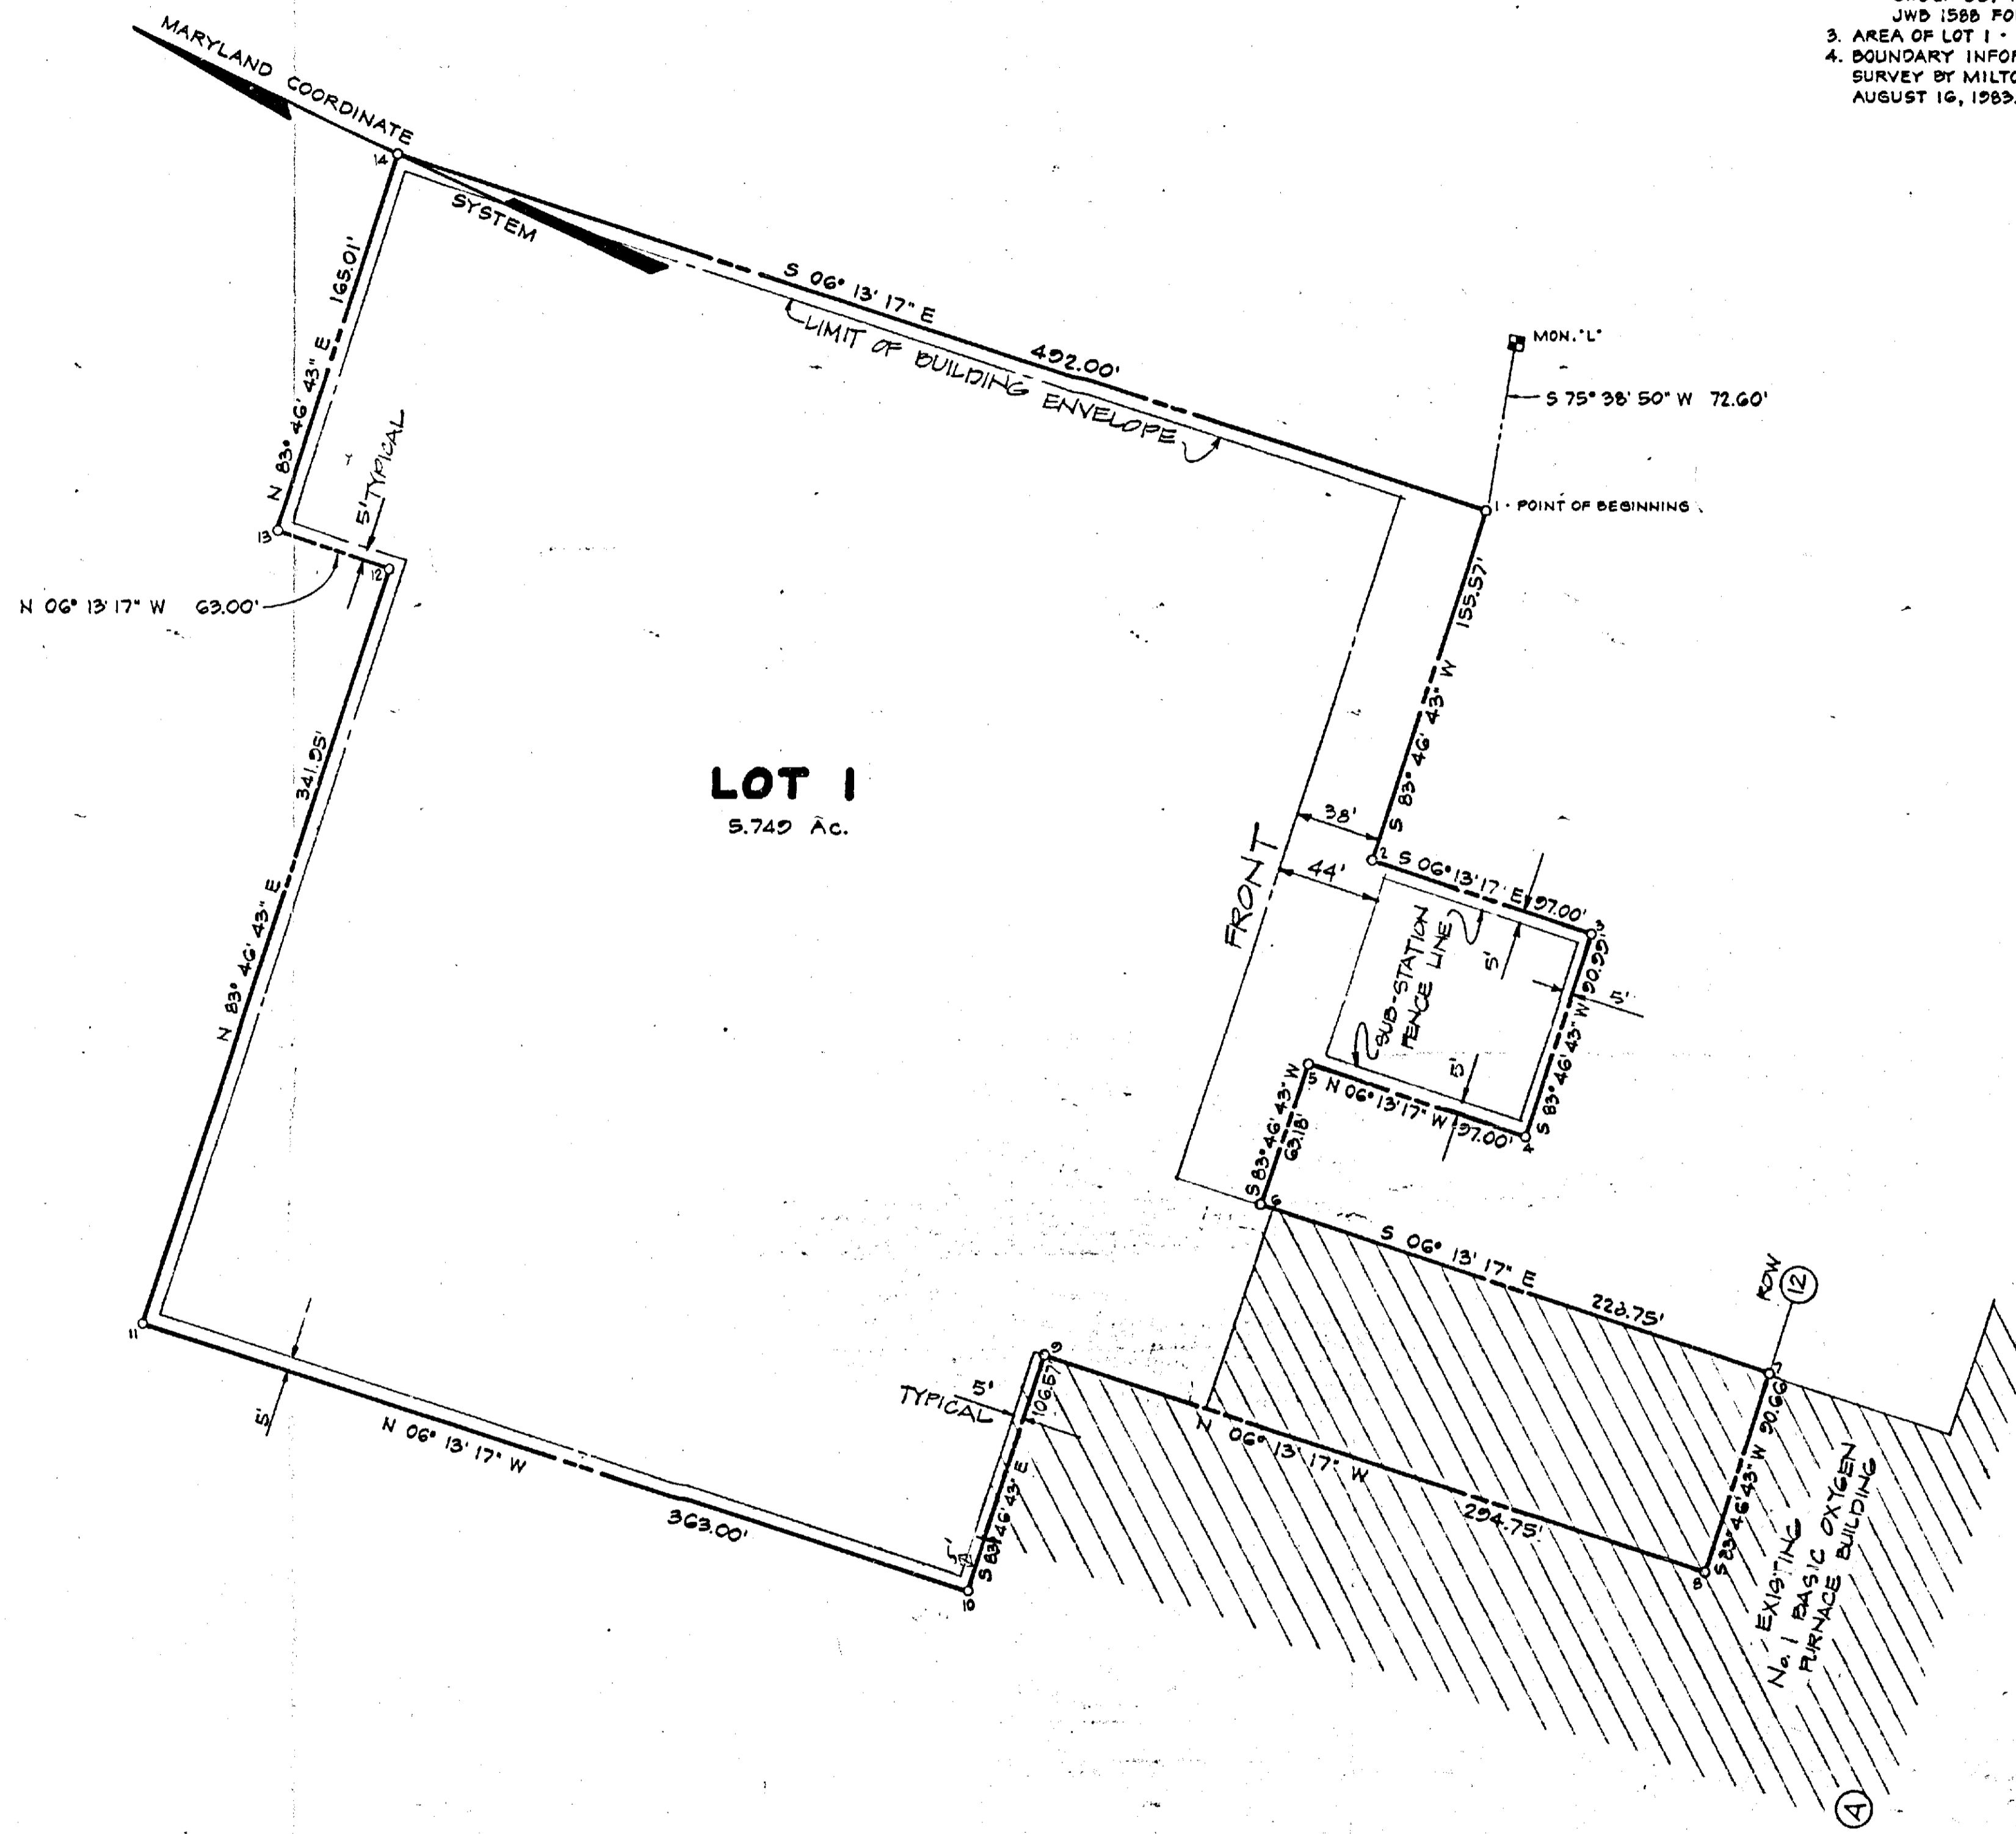 JWB 1588 FO
3. AREA OF LOT 1 •
4. BOUNDARY INFOR
SURVEY BY MILTO
AUGUST 16, 1983.
MARYLAND COORDINATE
SYSTEM
14
165.01'
N 83° 46' 43" E
S 06° 13' 17" E
492.00'
LIMIT OF BUILDING ENVELOPE
MON. "L"
S 75° 38' 50" W 72.60'
1 • POINT OF BEGINNING
5' TYPICAL
13
12
N 06° 13' 17" W 63.00'
155.57'
S 83° 46' 43" W
341.95'
N 83° 46' 43" E
LOT 1
5.749 Ac.
38'
44'
FRONT
2
S 06° 13' 17" E 97.00'
3
SUB-STATION
FENCE LINE
5'
5'
S 83° 46' 43" W 90.99'
5'
5
N 06° 13' 17" W 97.00'
4
S 83° 46' 43" W
63.18'
6
S 06° 13' 17" E
223.75'
ROW
12
7
11
5'
N 06° 13' 17" W
363.00'
9
TYPICAL
5'
106.57'
S 83° 46' 43" E
5'
10
N 06° 13' 17" W
294.75'
S 83° 46' 43" W 90.66'
8
EXISTING
No. 1 BASIC OXYGEN
FURNACE BUILDING
A